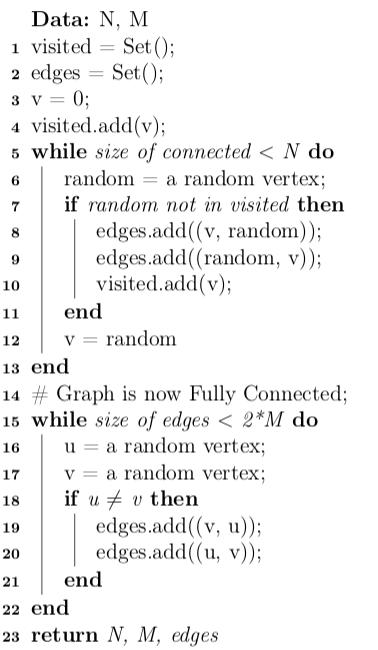 Data: N, M
1 visited = Set();
2 edges = Set();
3 v = 0;
4 visited.add(v);
5 while size of connected < N do
6 random = a random vertex;
7 if random not in visited then
8 edges.add((v, random));
9 edges.add((random, v));
10 visited.add(v);
11 end
12 v = random
13 end
14 # Graph is now Fully Connected;
15 while size of edges < 2*M do
16 u = a random vertex;
17 v = a random vertex;
18 if u ≠ v then
19 edges.add((v, u));
20 edges.add((u, v));
21 end
22 end
23 return N, M, edges